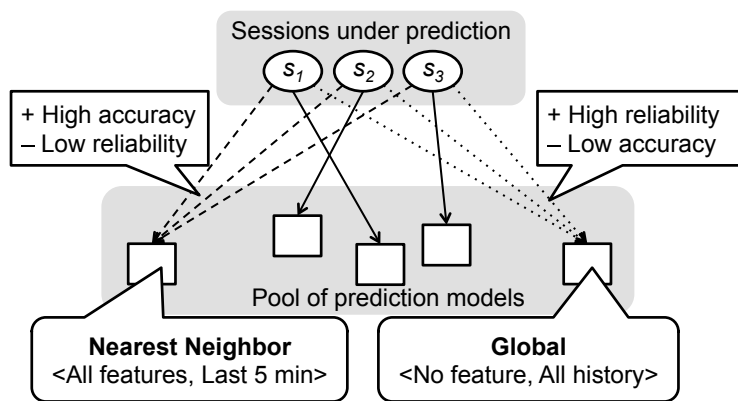 Sessions under prediction
s1 s2 s3
+ High accuracy
– Low reliability
+ High reliability
– Low accuracy
Pool of prediction models
Nearest Neighbor
<All features, Last 5 min>
Global
<No feature, All history>